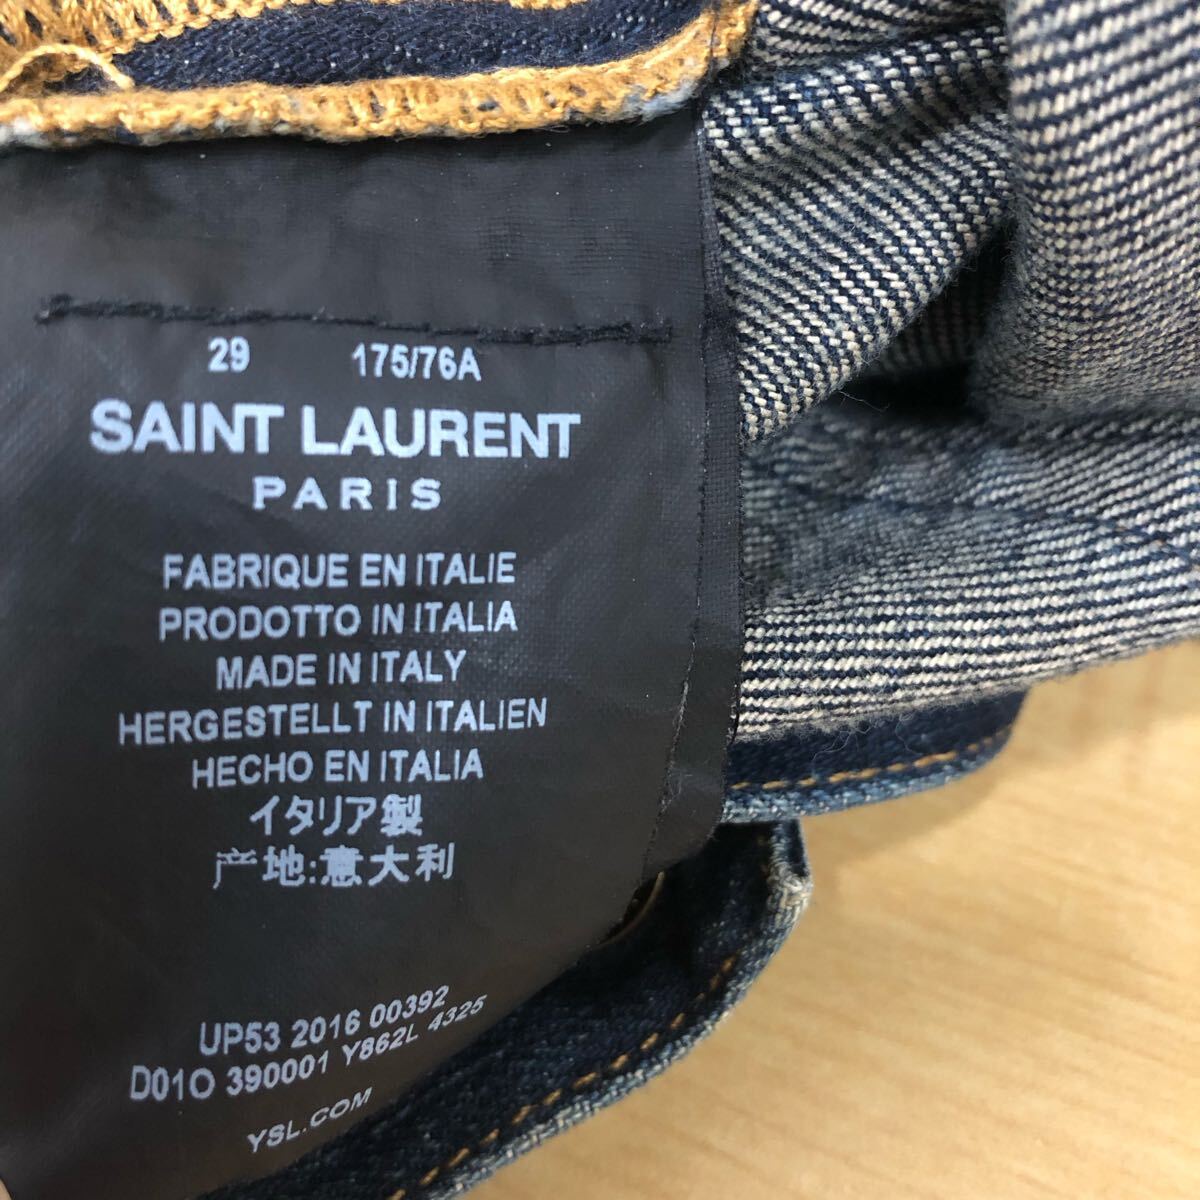 29 175/76A
SAINT LAURENT
PARIS
FABRIQUE EN ITALIE
PRODOTTO IN ITALIA
MADE IN ITALY
HERGESTELLT IN ITALIEN
HECHO EN ITALIA
イタリア製
产地:意大利
UP53 2016 00392
D01O 390001 Y862L 4325
YSL.COM